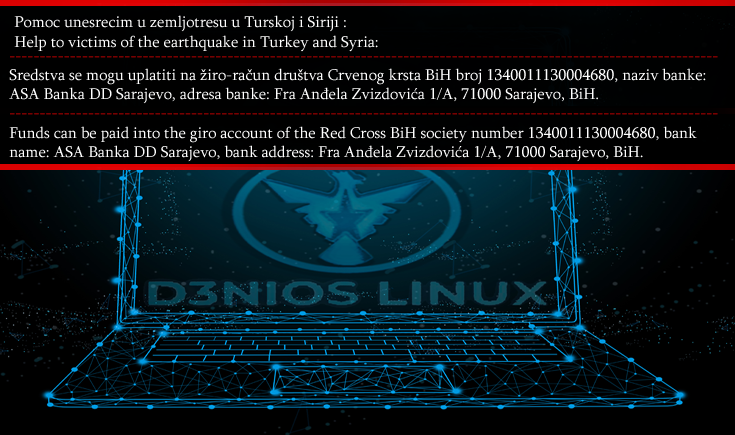 Pomoc unesrecim u zemljotresu u Turskoj i Siriji :
Help to victims of the earthquake in Turkey and Syria:
Sredstva se mogu uplatiti na žiro-račun društva Crvenog krsta BiH broj 1340011130004680, naziv banke:
ASA Banka DD Sarajevo, adresa banke: Fra Anđela Zvizdovića 1/A, 71000 Sarajevo, BiH.
Funds can be paid into the giro account of the Red Cross BiH society number 1340011130004680, bank
name: ASA Banka DD Sarajevo, bank address: Fra Anđela Zvizdovića 1/A, 71000 Sarajevo, BiH.
D3NIOS LINUX